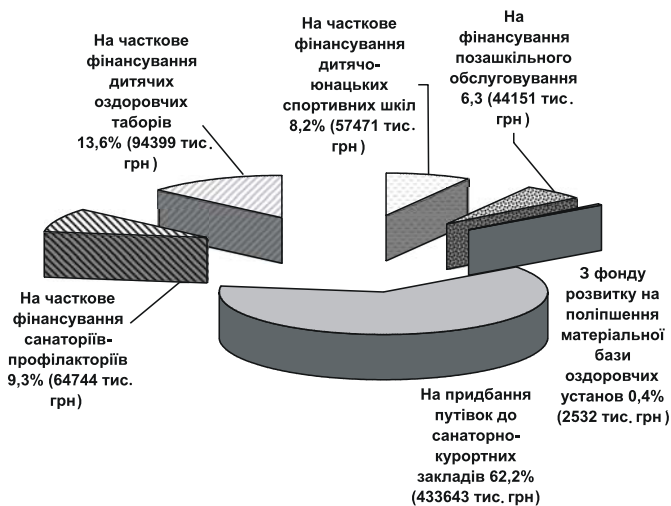 На часткове
фінансування
дитячих
оздоровчих
таборів
13,6% (94399 тис.
грн)
На часткове
фінансування
дитячо-
юнацьких
спортивних шкіл
8,2% (57471 тис.
грн)
На
фінансування
позашкільного
обслуговування
6,3 (44151 тис.
грн)
На часткове
фінансування
санаторіїв-
профілакторіїв
9,3% (64744 тис.
грн)
З фонду
розвитку на
поліпшення
матеріальної
бази
оздоровчих
установ 0,4%
(2532 тис. грн)
На придбання
путівок до
санаторно-
курортних
закладів 62,2%
(433643 тис. грн)